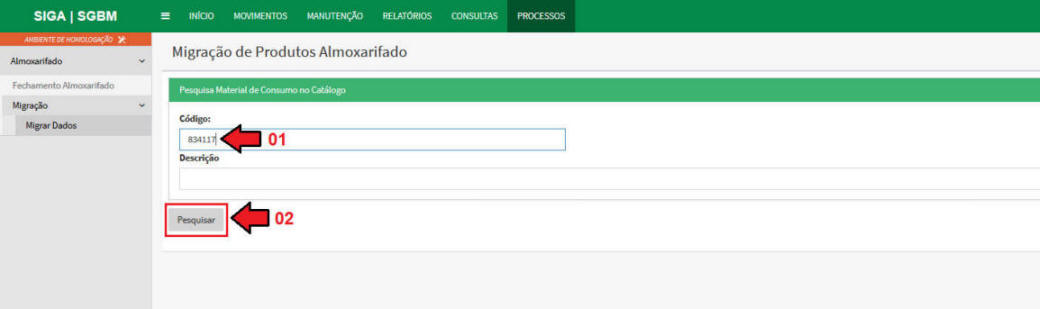 SIGA | SGBM
INÍCIO MOVIMENTOS MANUTENÇÃO RELATÓRIOS CONSULTAS PROCESSOS
AMBIENTE DE HOMOLOGAÇÃO
Almoxarifado
Fechamento Almoxarifado
Migração
Migrar Dados
Migração de Produtos Almoxarifado
Pesquisa Material de Consumo no Catálogo
Código:
834117 01
Descrição
Pesquisar 02